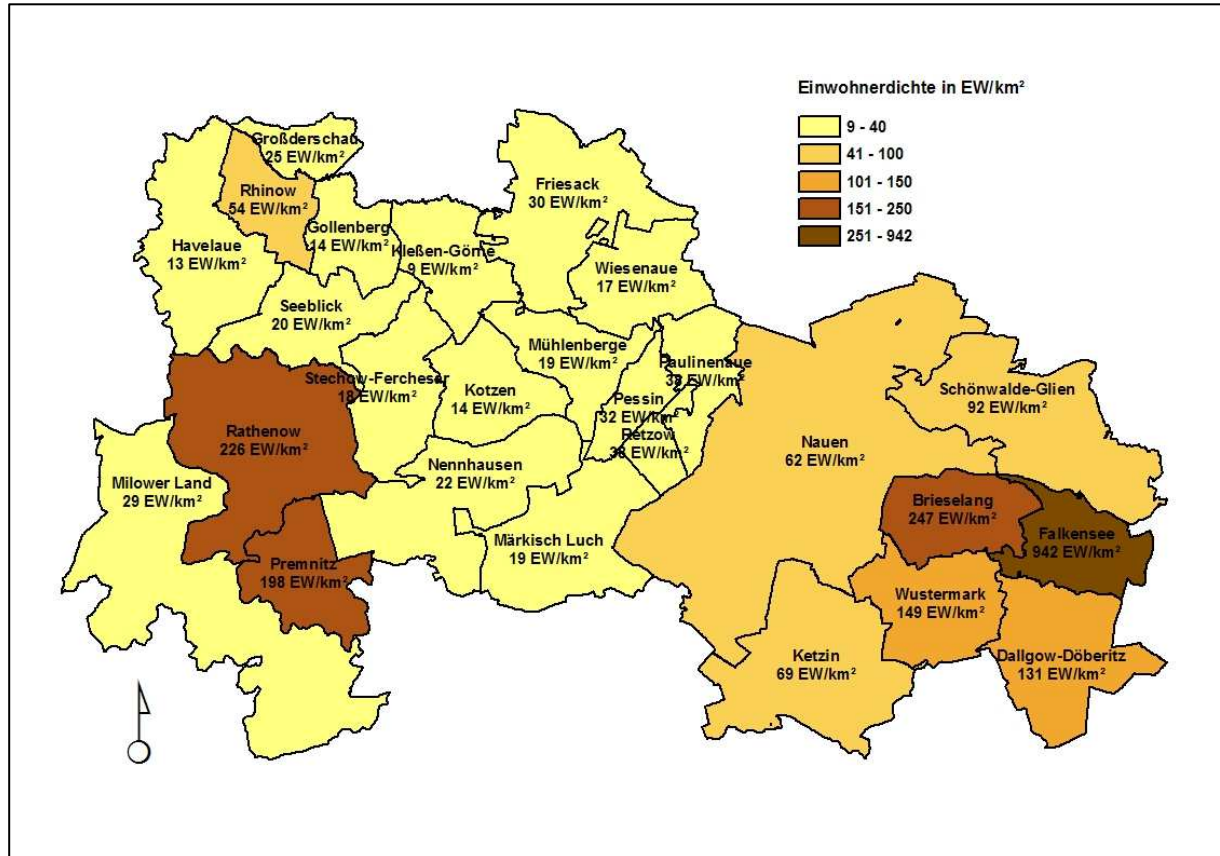 Einwohnerdichte in EW/km²
9 - 40
41 - 100
101 - 150
151 - 250
251 - 942
Großderschau
25 EW/km²
Rhinow
54 EW/km²
Gollenberg
14 EW/km²
Havelaue
13 EW/km²
Kleßen-Görne
9 EW/km²
Friesack
30 EW/km²
Wiesenaue
17 EW/km²
Seeblick
20 EW/km²
Mühlenberge
19 EW/km²
Paulinenaue
38 EW/km²
Stechow-Ferchesar
18 EW/km²
Kotzen
14 EW/km²
Pessin
32 EW/km²
Retzow
38 EW/km²
Schönwalde-Glien
92 EW/km²
Rathenow
226 EW/km²
Nauen
62 EW/km²
Nennhausen
22 EW/km²
Milower Land
29 EW/km²
Brieselang
247 EW/km²
Märkisch Luch
19 EW/km²
Falkensee
942 EW/km²
Premnitz
198 EW/km²
Wustermark
149 EW/km²
Ketzin
69 EW/km²
Dallgow-Döberitz
131 EW/km²